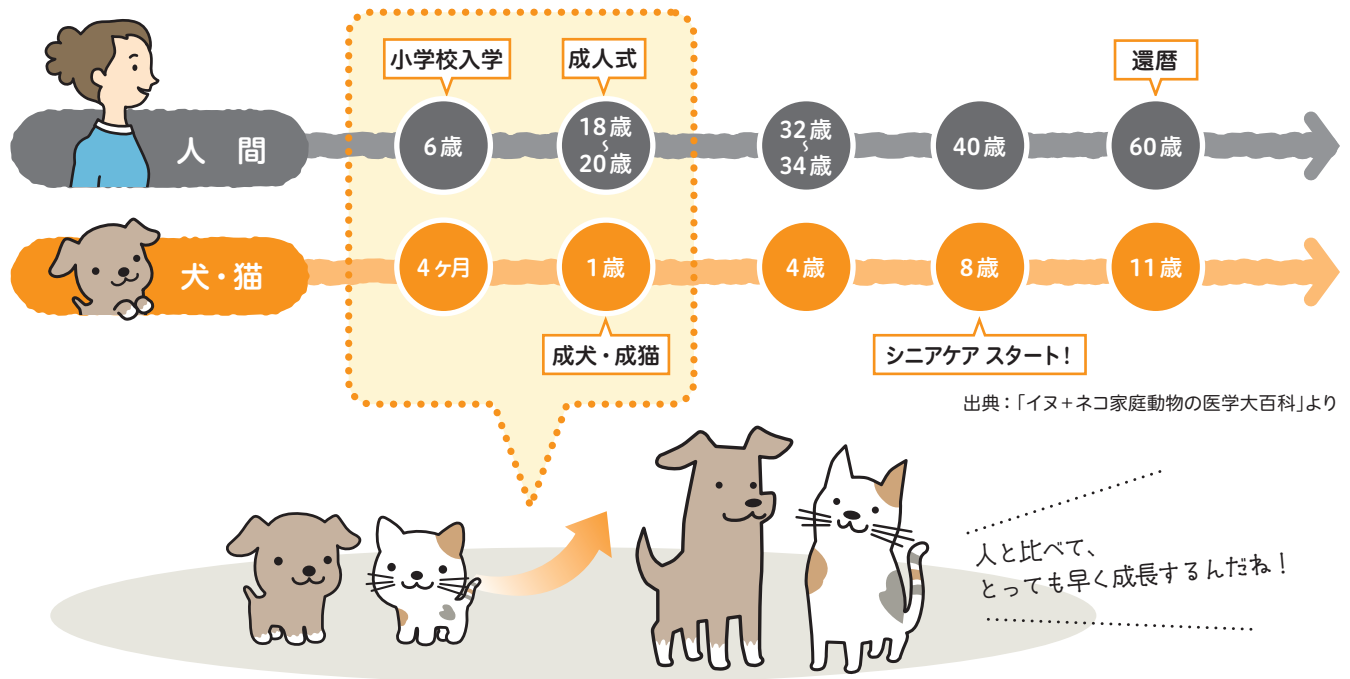 小学校入学
成人式
還暦
人 間
6歳
18歳
〜
20歳
32歳
〜
34歳
40歳
60歳
犬・猫
4ヶ月
1歳
4歳
8歳
11歳
成犬・成猫
シニアケア スタート！
出典：「イヌ+ネコ家庭動物の医学大百科」より
人と比べて、
とっても早く成長するんだね！